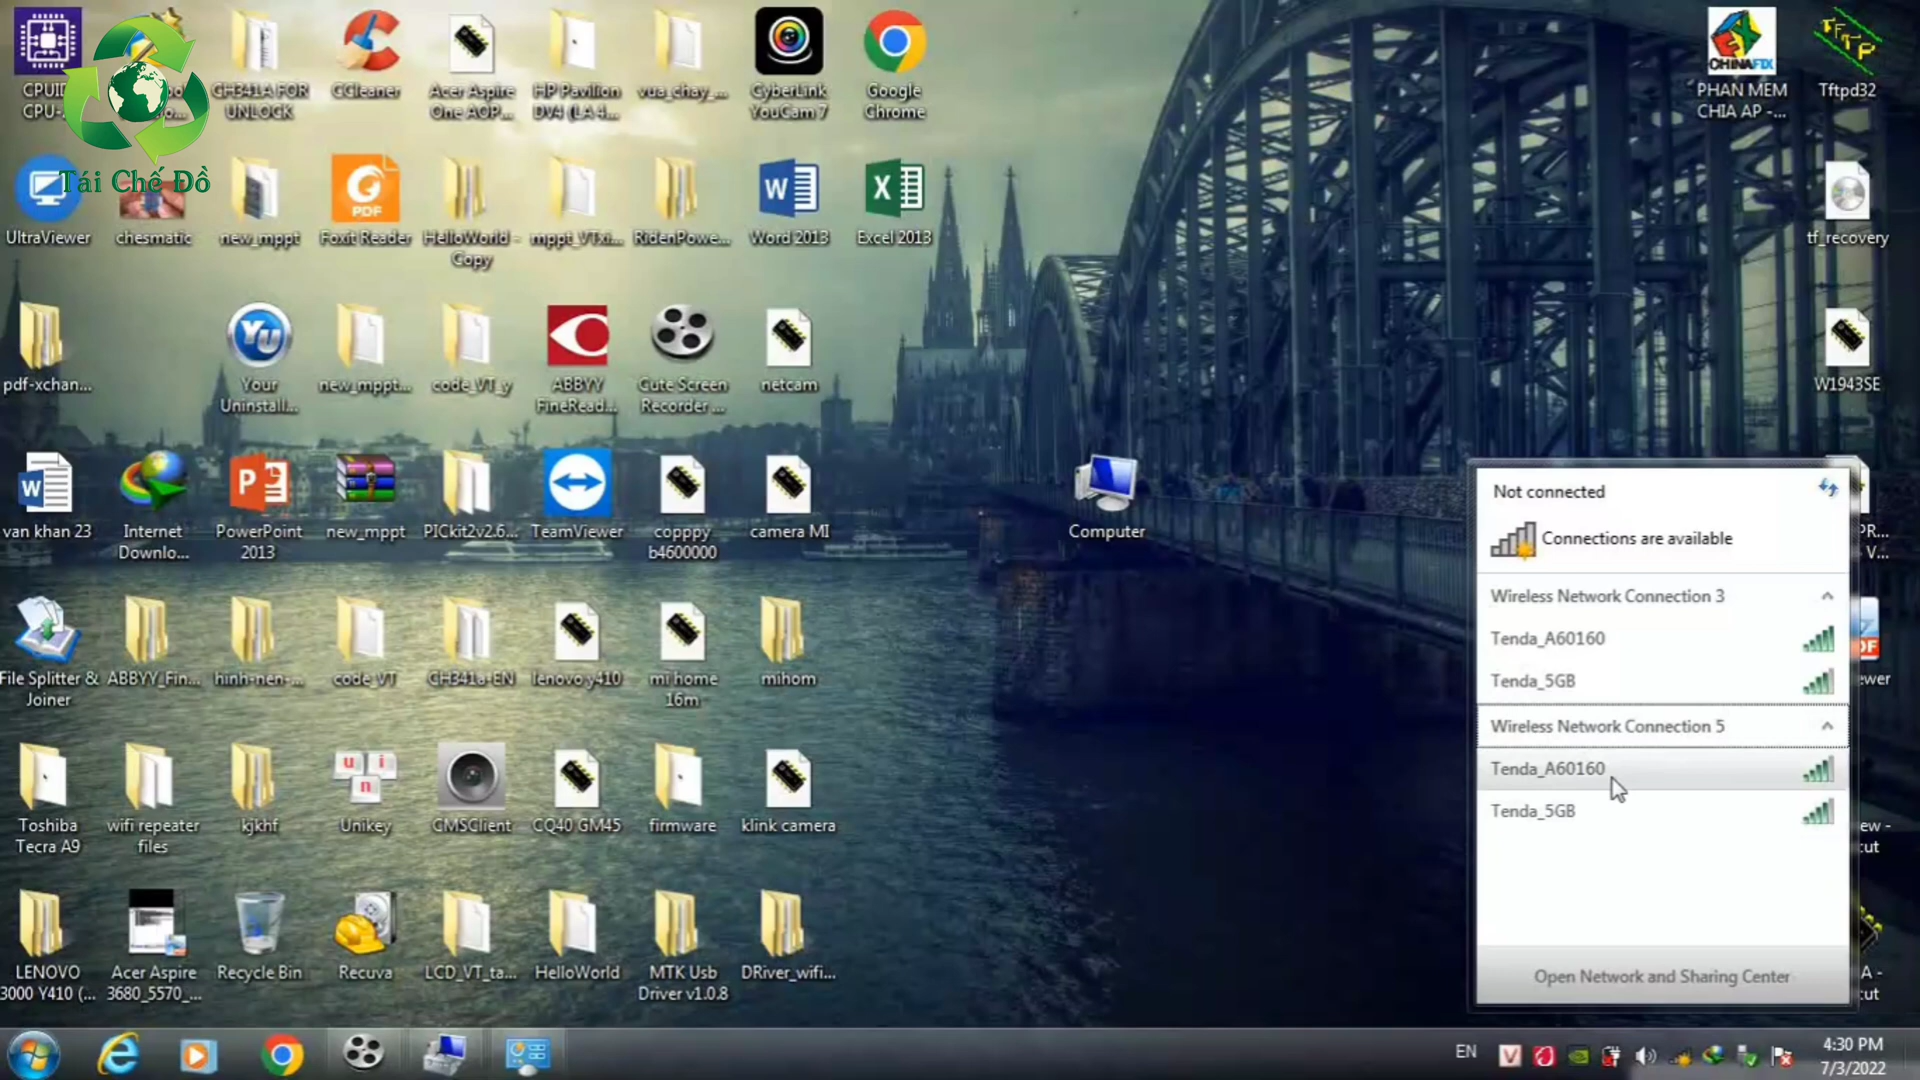 CPUID
CPU-
CH341A FOR
UNLOCK
CCleaner
Acer Aspire
One AOP...
HP Pavilion
DV4 (LA 4...
vua_chay_...
CyberLink
YouCam 7
Google
Chrome
CHINAFIX
PHAN MEM
CHIA AP -...
TFTP
Tftpd32
Tái Chế Đồ
UltraViewer
chesmatic
new_mppt
PDF
Foxit Reader
HelloWorld -
Copy
mppt_VTxi...
RidenPowe...
Word 2013
Excel 2013
tf_recovery
pdf-xchan...
Your
Uninstall...
new_mppt...
code_VT_y
ABBYY
FineRead...
Cute Screen
Recorder ...
netcam
W1943SE
van khan 23
Internet
Downlo...
PowerPoint
2013
new_mppt
PICkit2v2.6...
TeamViewer
copppy
b4600000
camera MI
Computer
File Splitter &
Joiner
ABBYY_Fin...
hinh-nen-...
code_VT
CH341a-EN
lenovo y410
mi home
16m
mihom
Toshiba
Tecra A9
wifi repeater
files
kjkhf
Unikey
CMSClient
CQ40 GM45
firmware
klink camera
LENOVO
3000 Y410 (...
Acer Aspire
3680_5570_...
Recycle Bin
Recuva
LCD_VT_ta...
HelloWorld
MTK Usb
Driver v1.0.8
DRiver_wifi...
Not connected
Connections are available
Wireless Network Connection 3
Tenda_A60160
Tenda_5GB
Wireless Network Connection 5
Tenda_A60160
Tenda_5GB
Open Network and Sharing Center
EN
4:30 PM
7/3/2022